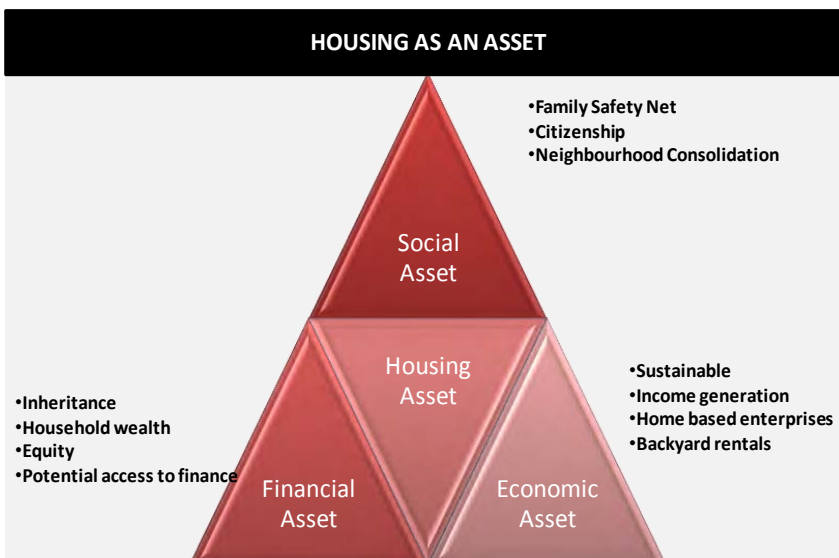 HOUSING AS AN ASSET
•Family Safety Net
•Citizenship
•Neighbourhood Consolidation
Social
Asset
Housing
Asset
•Inheritance
•Household wealth
•Equity
•Potential access to finance
•Sustainable
•Income generation
•Home based enterprises
•Backyard rentals
Financial
Asset
Economic
Asset